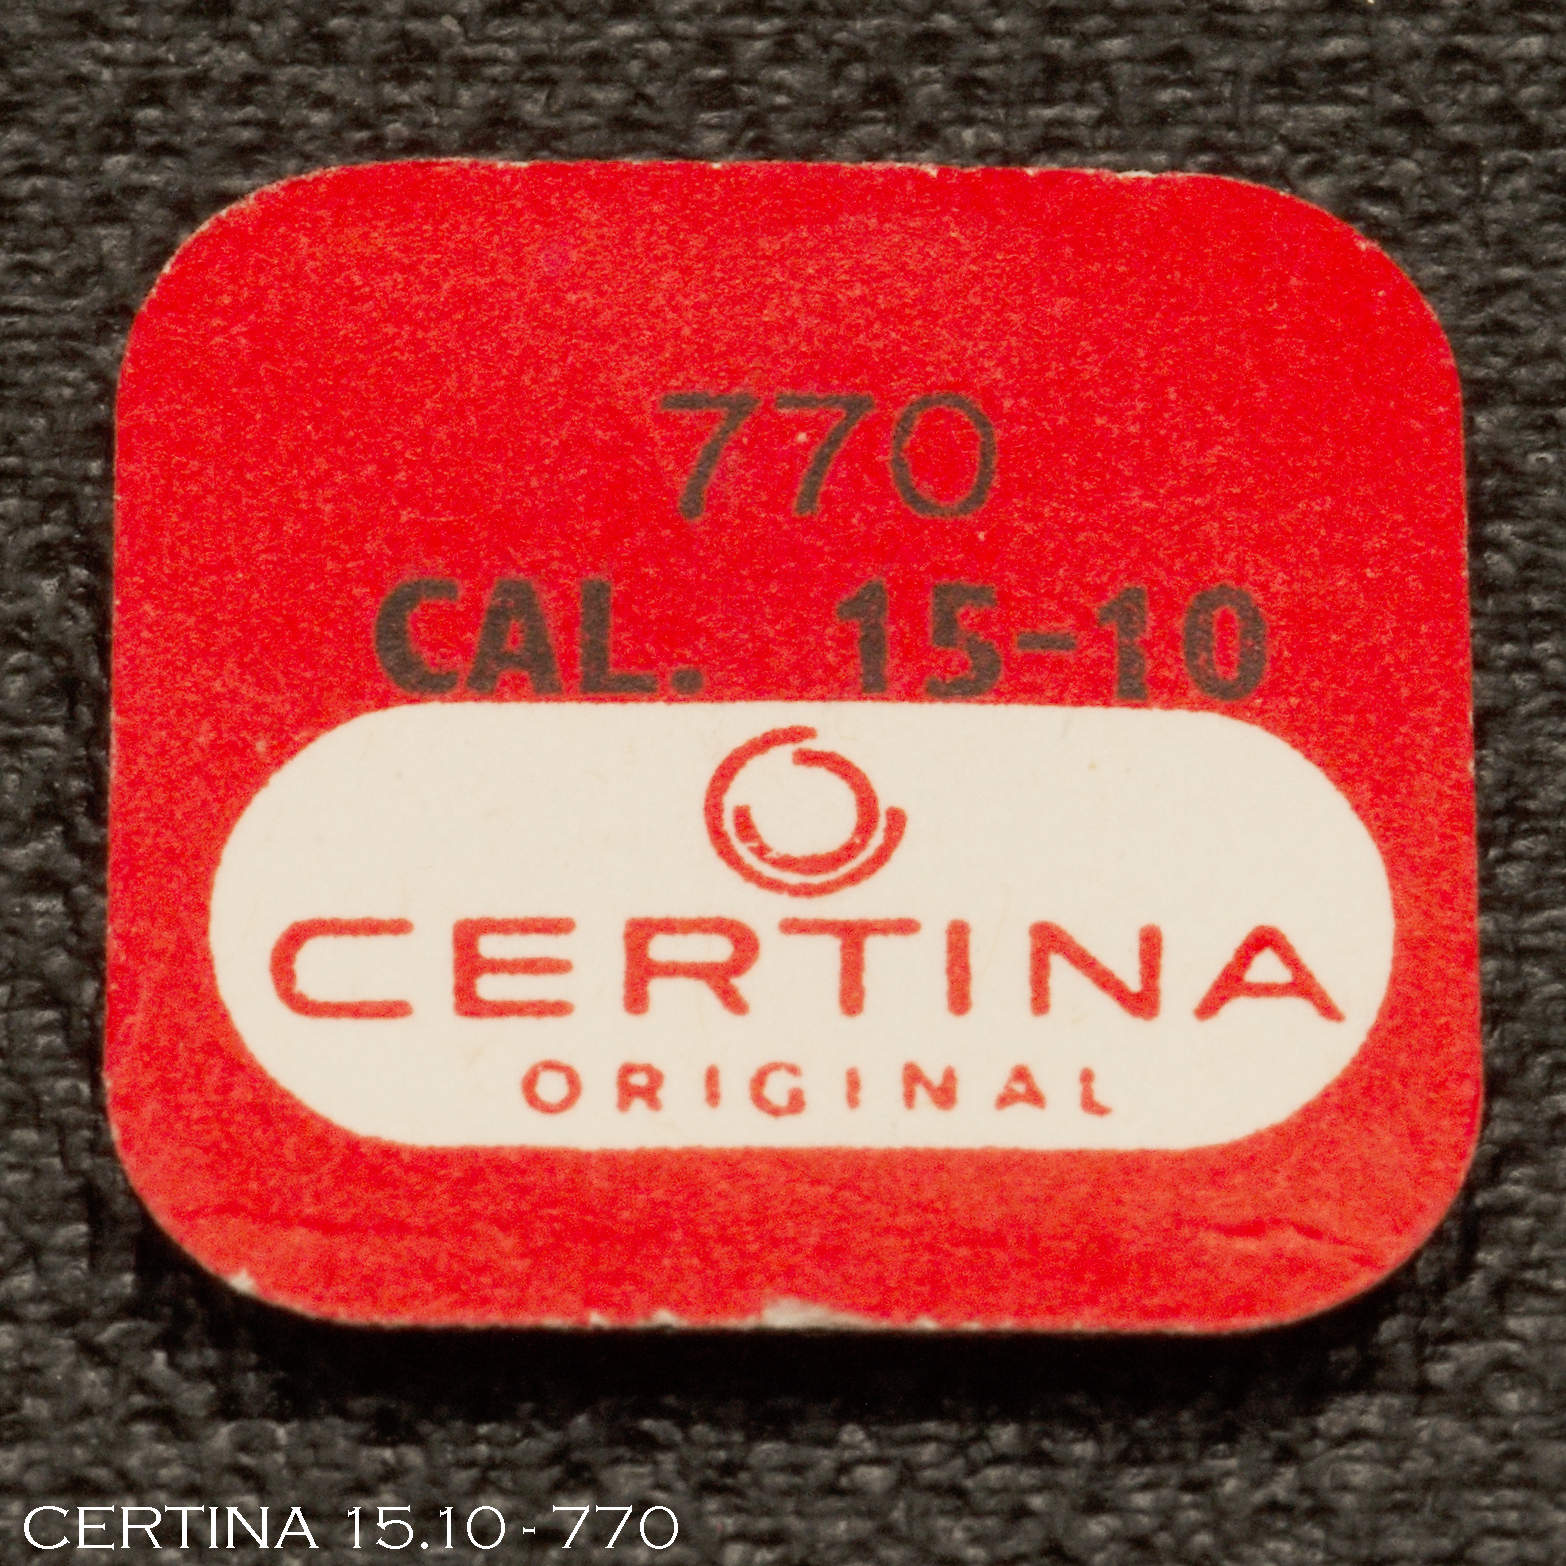 770
CAL. 15-10
CERTINA
ORIGINAL
CERTINA 15.10 - 770